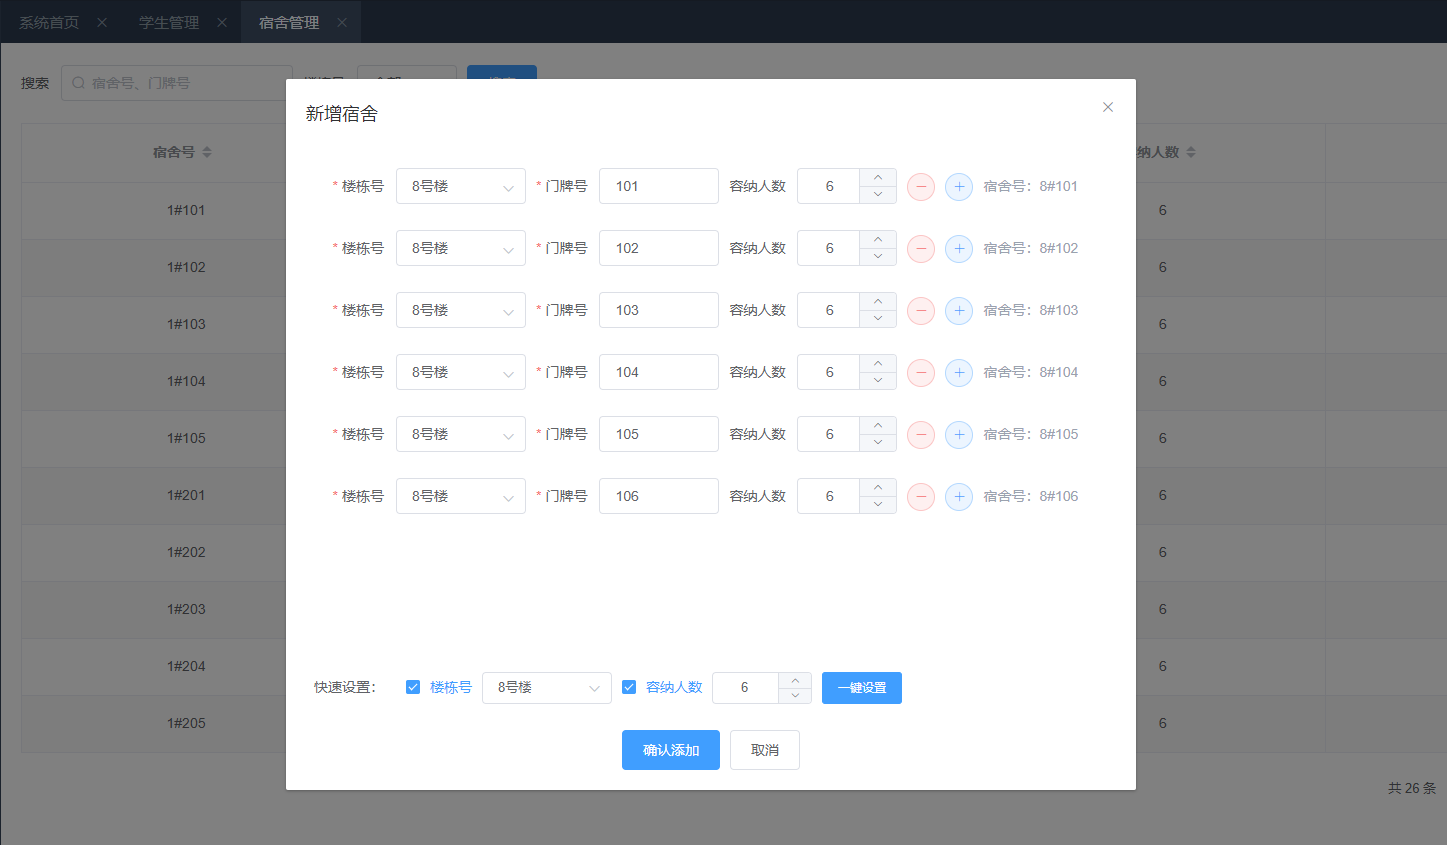 系统首页 学生管理 宿舍管理
搜索 宿舍号、门牌号
宿舍号 纳人数
1#101 6
1#102 6
1#103 6
1#104 6
1#105 6
1#201 6
1#202 6
1#203 6
1#204 6
1#205 6
共 26 条
新增宿舍
* 楼栋号 8号楼 * 门牌号 101 容纳人数 6 宿舍号：8#101
* 楼栋号 8号楼 * 门牌号 102 容纳人数 6 宿舍号：8#102
* 楼栋号 8号楼 * 门牌号 103 容纳人数 6 宿舍号：8#103
* 楼栋号 8号楼 * 门牌号 104 容纳人数 6 宿舍号：8#104
* 楼栋号 8号楼 * 门牌号 105 容纳人数 6 宿舍号：8#105
* 楼栋号 8号楼 * 门牌号 106 容纳人数 6 宿舍号：8#106
快速设置： 楼栋号 8号楼 容纳人数 6 一键设置
确认添加 取消